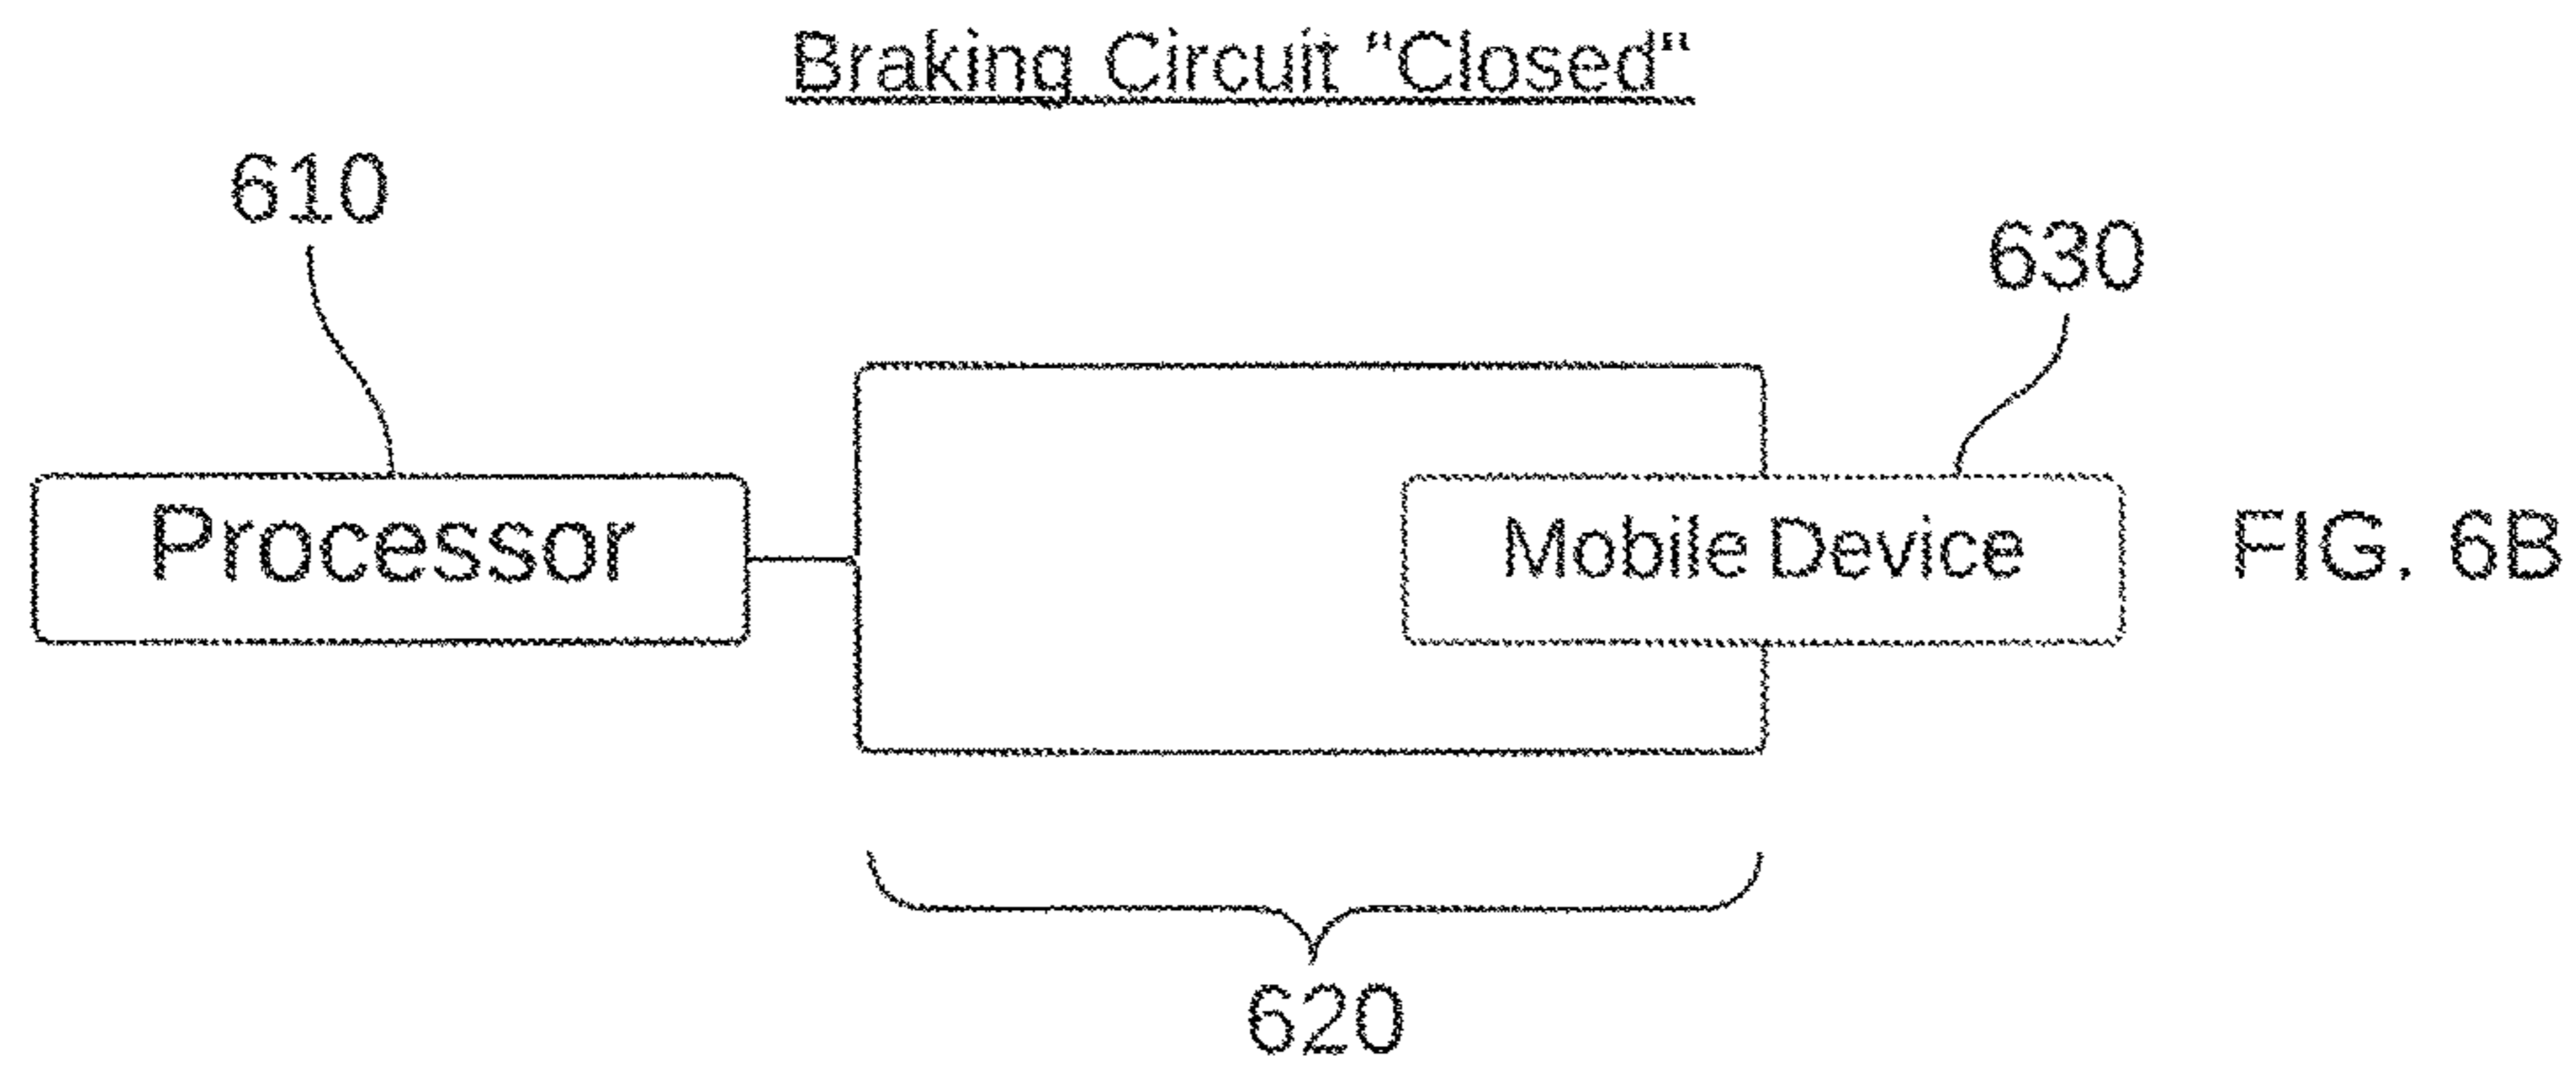 Braking Circuit "Closed"
610
630
Processor
Mobile Device
FIG. 6B
620